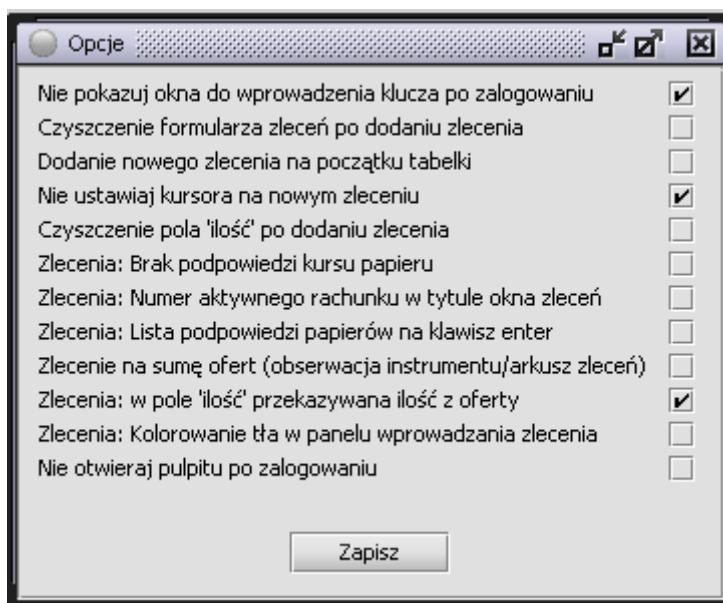 Opcje
Nie pokazuj okna do wprowadzenia klucza po zalogowaniu
Czyszczenie formularza zleceń po dodaniu zlecenia
Dodanie nowego zlecenia na początku tabelki
Nie ustawiaj kursora na nowym zleceniu
Czyszczenie pola 'ilość' po dodaniu zlecenia
Zlecenia: Brak podpowiedzi kursu papieru
Zlecenia: Numer aktywnego rachunku w tytule okna zleceń
Zlecenia: Lista podpowiedzi papierów na klawisz enter
Zlecenie na sumę ofert (obserwacja instrumentu/arkusz zleceń)
Zlecenia: w pole 'ilość' przekazywana ilość z oferty
Zlecenia: Kolorowanie tła w panelu wprowadzania zlecenia
Nie otwieraj pulpitu po zalogowaniu
Zapisz